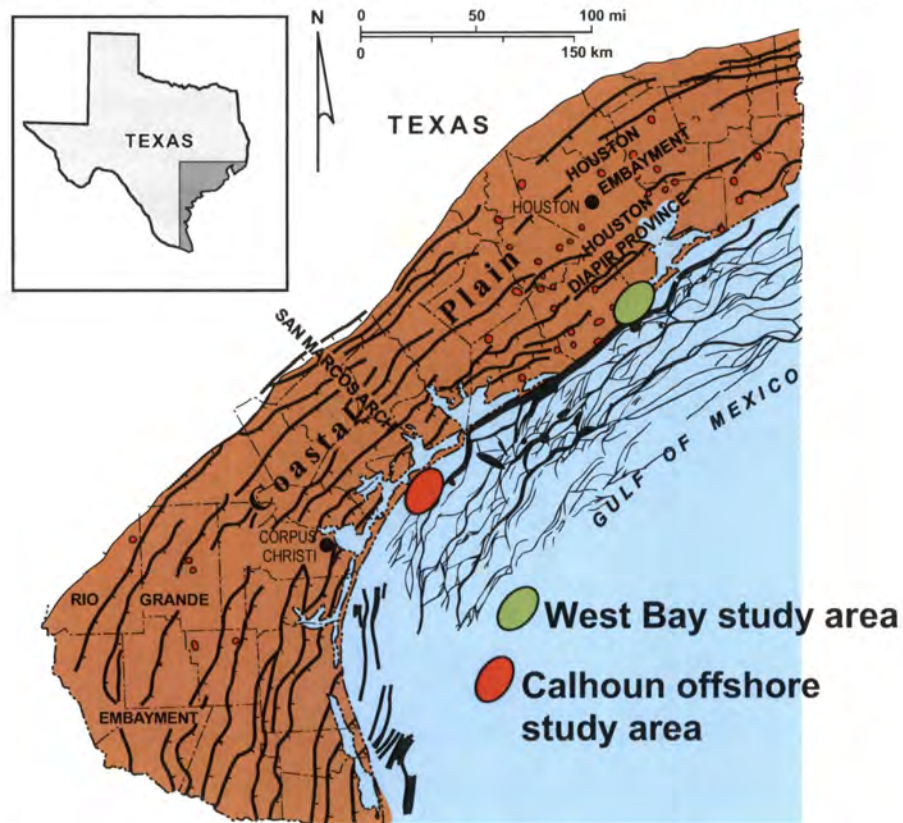 N
0 50 100 mi
0 150 km
TEXAS
TEXAS
HOUSTON
EMBAYMENT
HOUSTON
HOUSTON
DIAPIR PROVINCE
Plain
SAN MARCOS ARCH
Coastal
GULF OF MEXICO
CORPUS
CHRISTI
RIO GRANDE
EMBAYMENT
West Bay study area
Calhoun offshore
study area